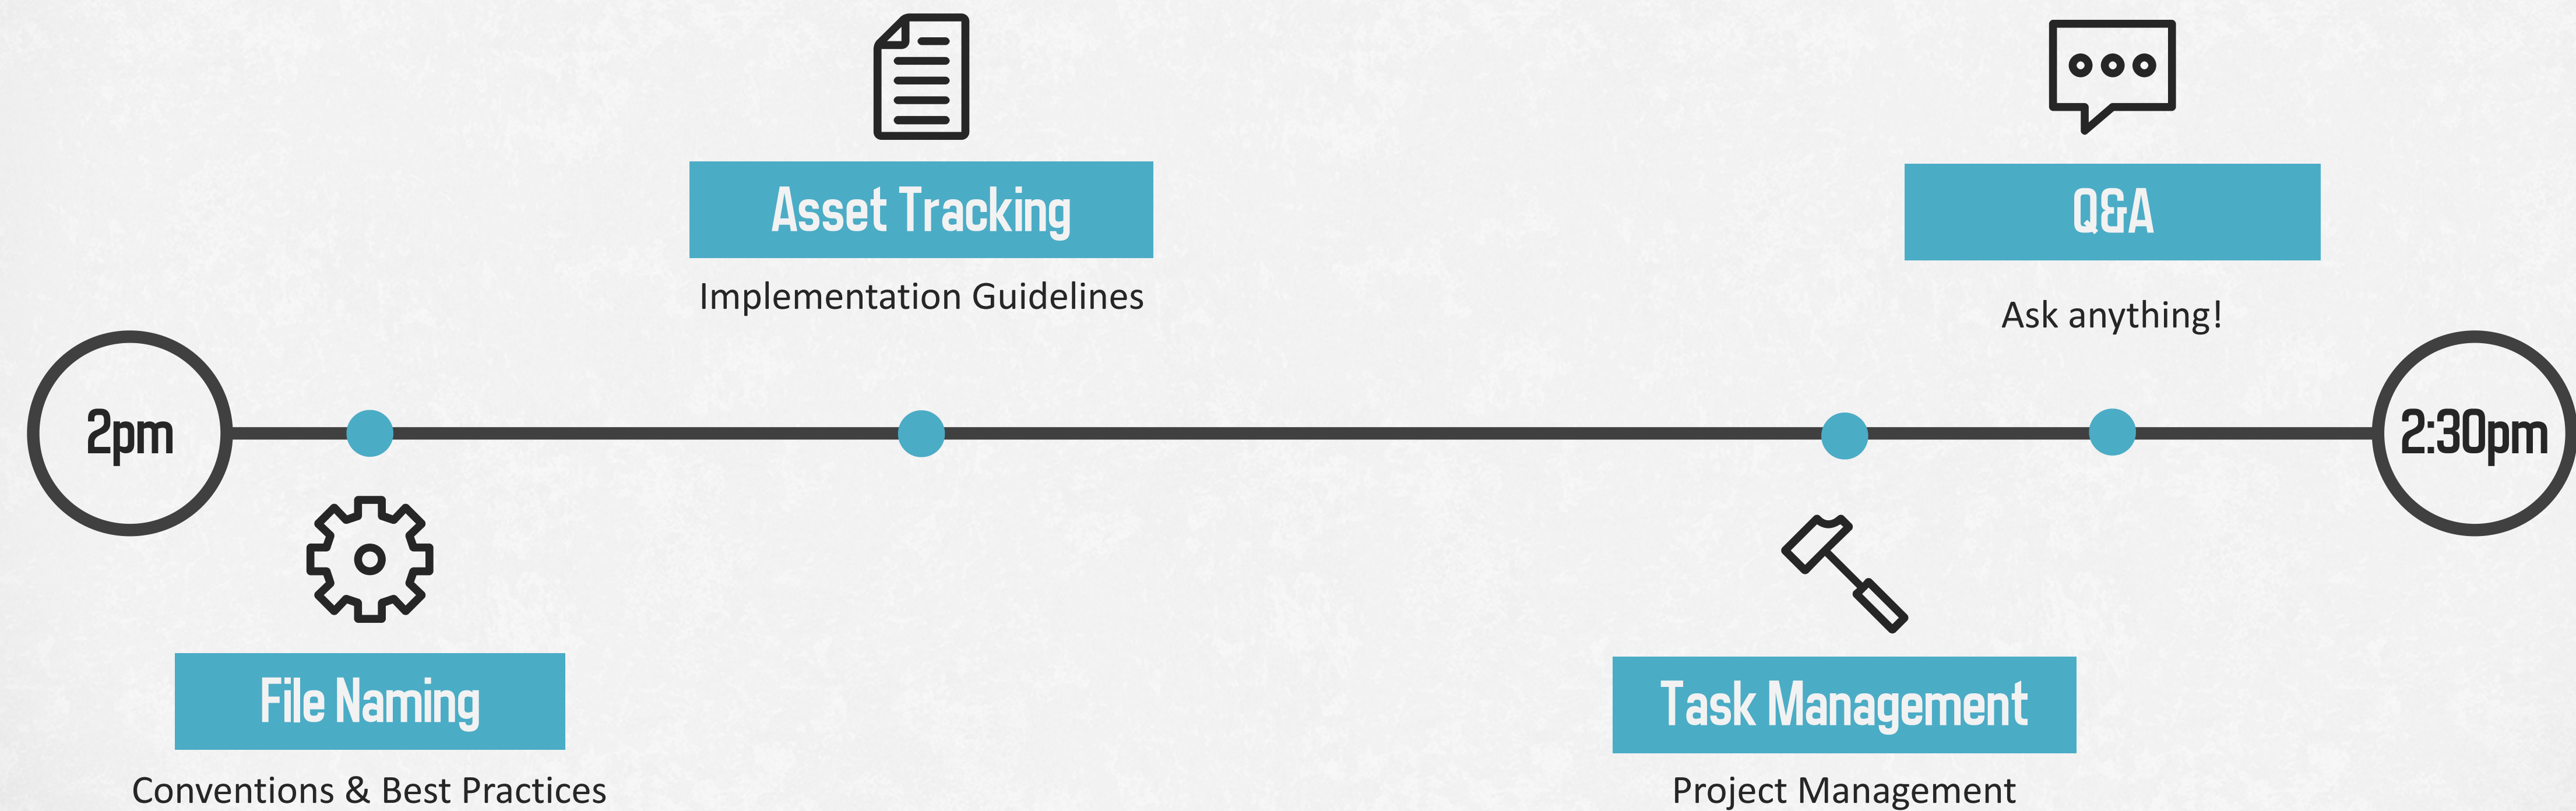 Asset Tracking
Implementation Guidelines
Q&A
Ask anything!
2pm
2:30pm
File Naming
Conventions & Best Practices
Task Management
Project Management